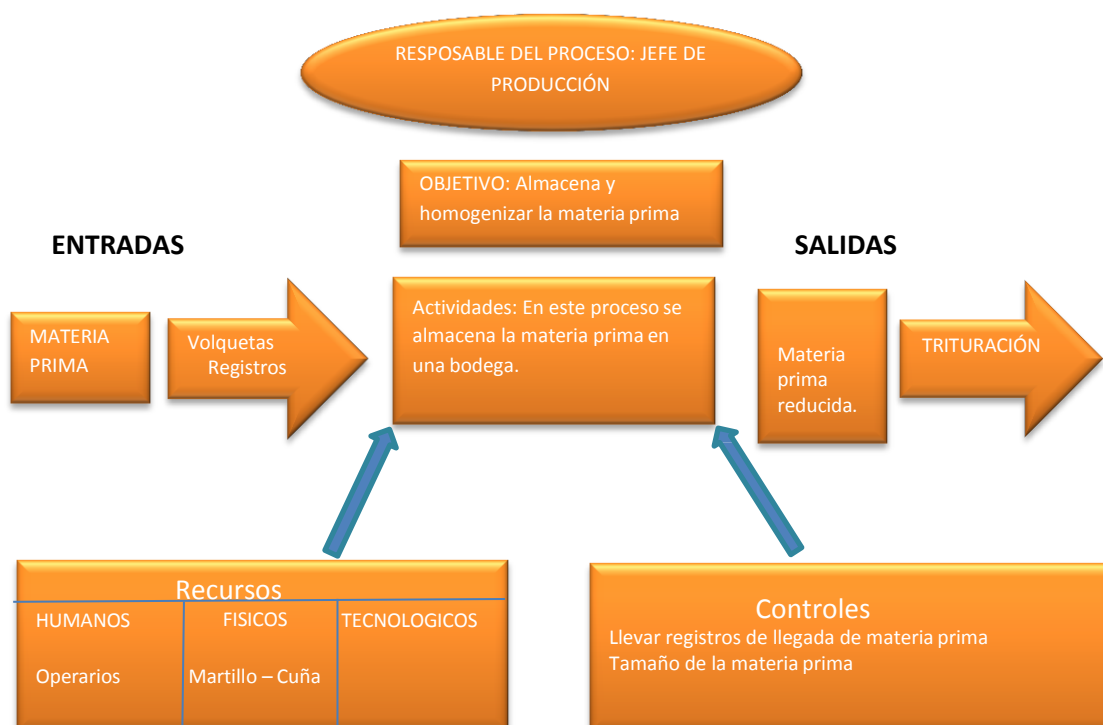 RESPOSABLE DEL PROCESO: JEFE DE
PRODUCCIÓN
OBJETIVO: Almacena y
homogenizar la materia prima
ENTRADAS
SALIDAS
MATERIA
PRIMA
Volquetas
Registros
Actividades: En este proceso se
almacena la materia prima en
una bodega.
Materia
prima
reducida.
TRITURACIÓN
Recursos
HUMANOS
FISICOS
TECNOLOGICOS
Operarios
Martillo – Cuña
Controles
Llevar registros de llegada de materia prima
Tamaño de la materia prima